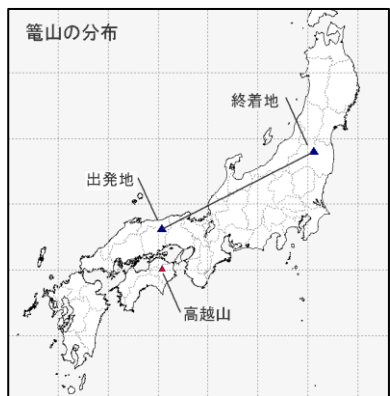 篭山の分布
終着地
出発地
高越山